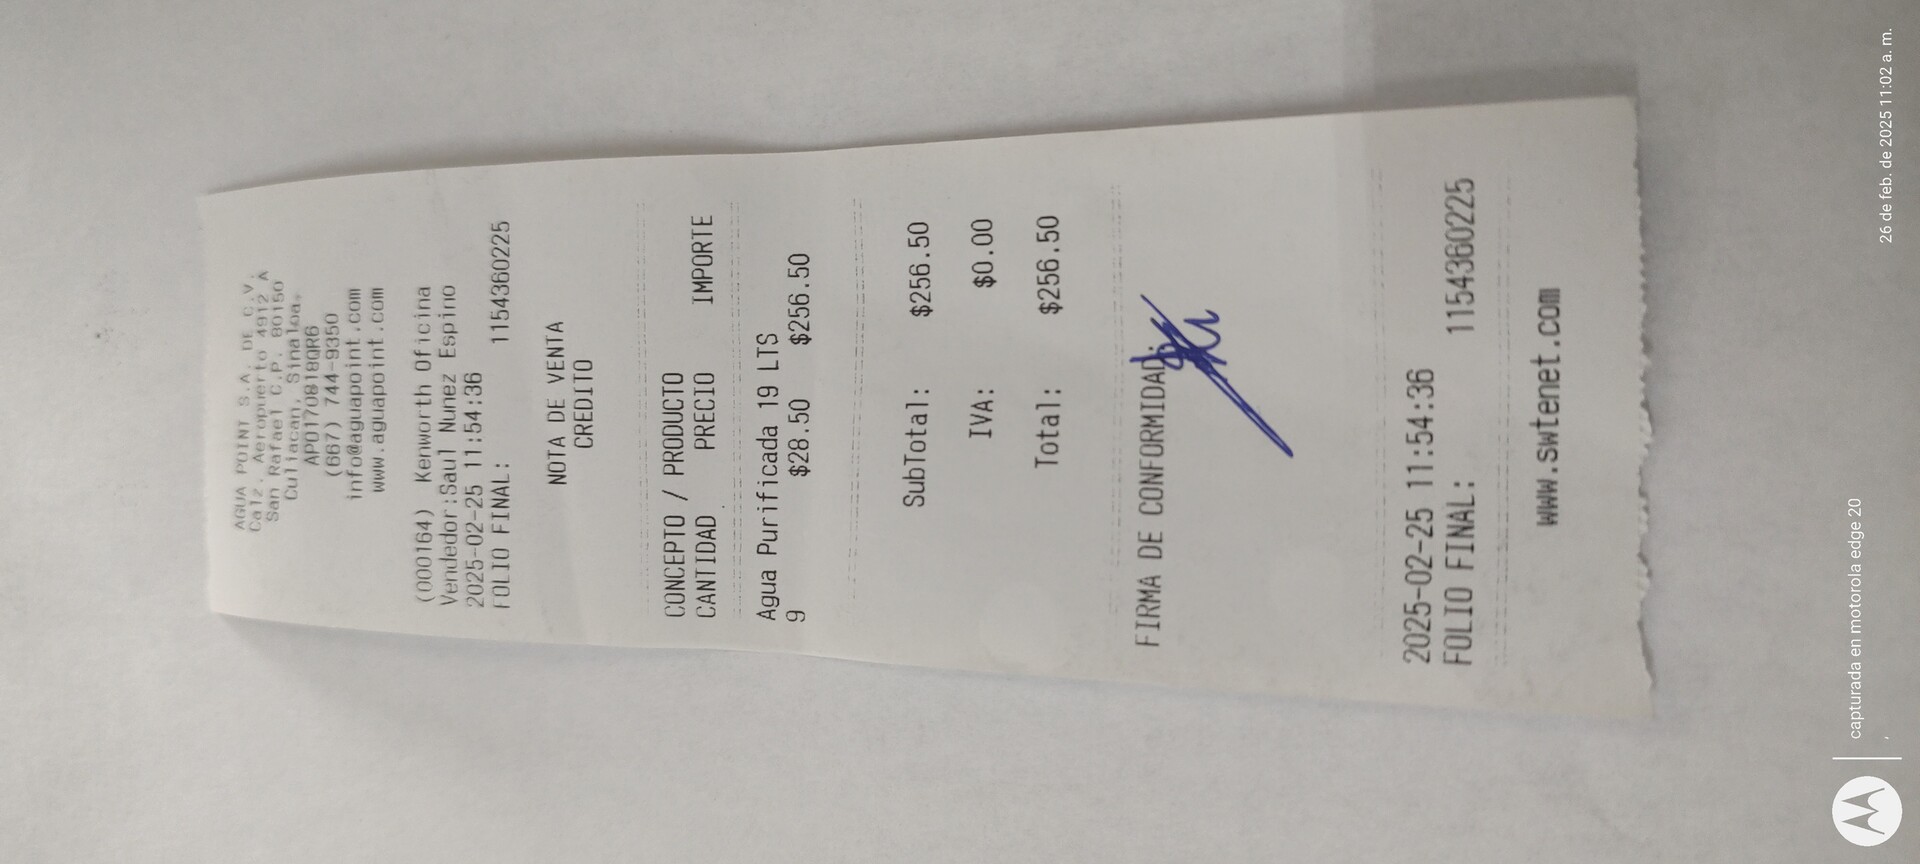 AGUA POINT S.A. DE C.V.
Calz. Aeropuerto 4912 A
San Rafael C.P. 80150
Culiacan, Sinaloa.
APO170818QR6
(667) 744-9350
info@aguapoint.com
www.aguapoint.com
(000164) Kenworth Oficina
Vendedor:Saul Nunez Espino
2025-02-25 11:54:36
FOLIO FINAL: 1154360225
NOTA DE VENTA
CREDITO
CONCEPTO / PRODUCTO
CANTIDAD PRECIO IMPORTE
Agua Purificada 19 LTS
9 $28.50 $256.50
SubTotal: $256.50
IVA: $0.00
Total: $256.50
FIRMA DE CONFORMIDAD:
2025-02-25 11:54:36
FOLIO FINAL: 1154360225
www.swtenet.com
capturada en motorola edge 20
, 26 de feb. de 2025 11:02 a. m.